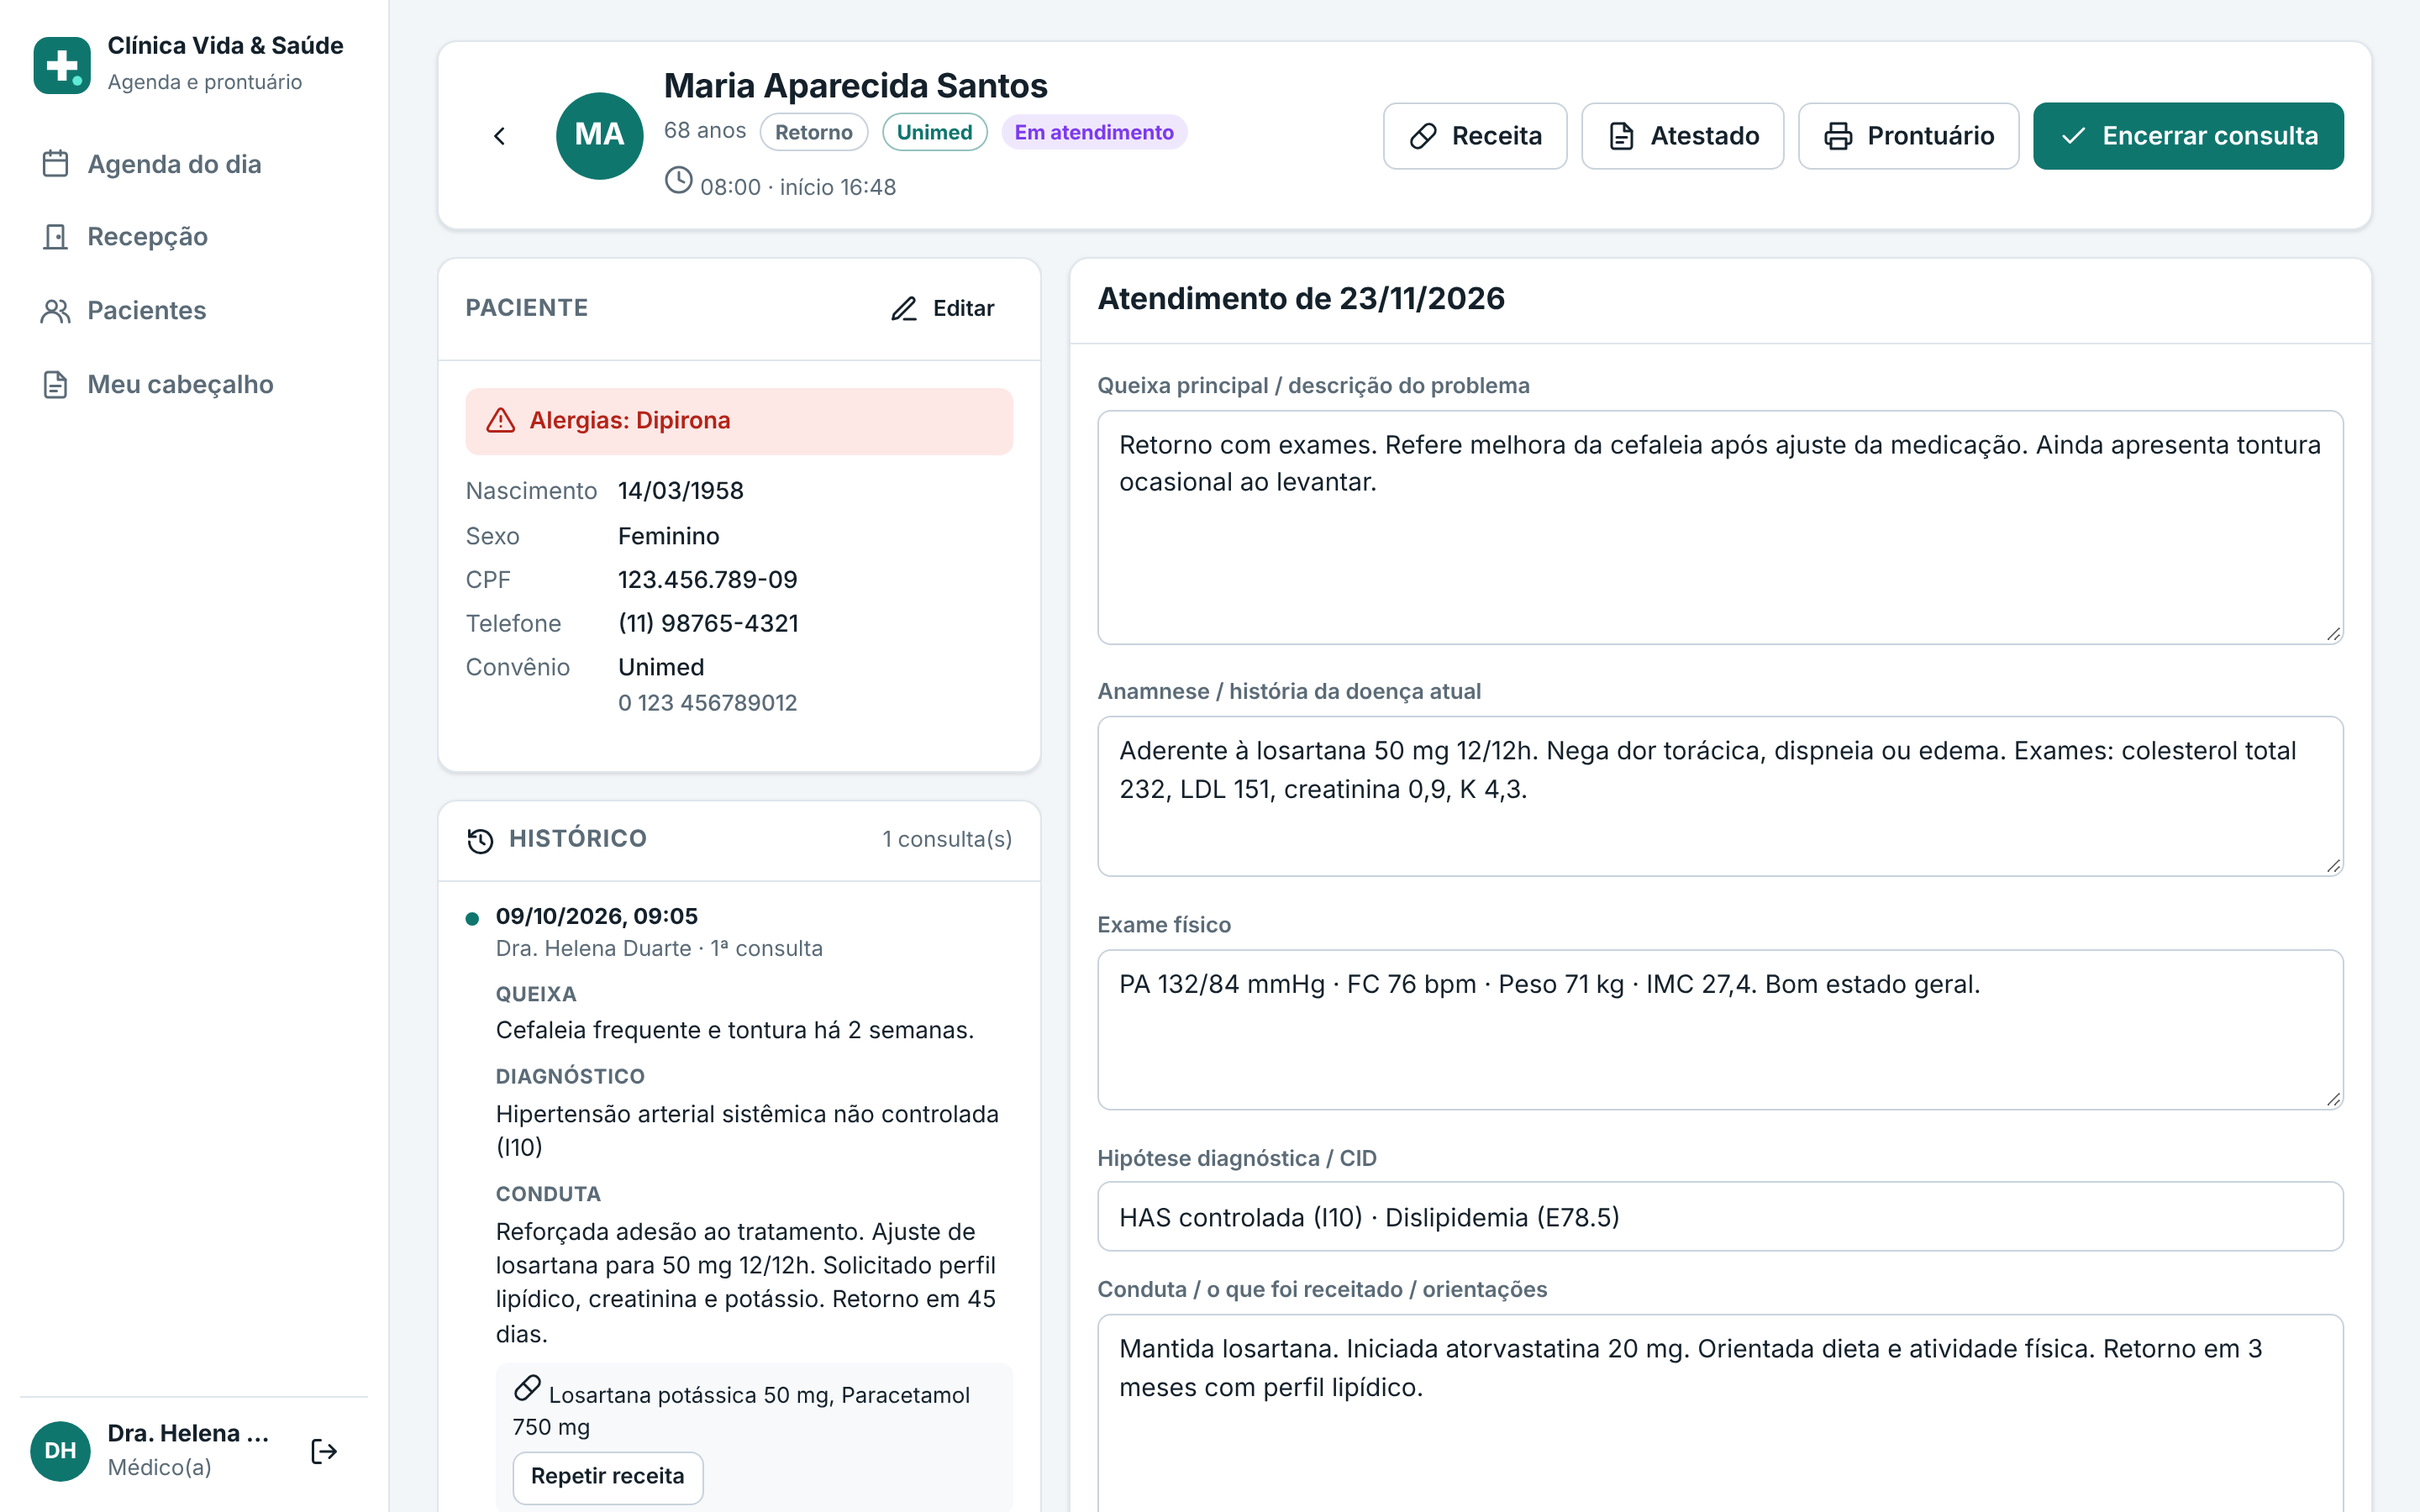 Clínica Vida & Saúde
Agenda e prontuário
Agenda do dia
Recepção
Pacientes
Meu cabeçalho
DH
Dra. Helena ...
Médico(a)
MA
Maria Aparecida Santos
68 anos Retorno Unimed Em atendimento
08:00 · início 16:48
Receita
Atestado
Prontuário
Encerrar consulta
PACIENTE
Editar
Alergias: Dipirona
Nascimento 14/03/1958
Sexo Feminino
CPF 123.456.789-09
Telefone (11) 98765-4321
Convênio Unimed
0 123 456789012
HISTÓRICO 1 consulta(s)
09/10/2026, 09:05
Dra. Helena Duarte · 1ª consulta
QUEIXA
Cefaleia frequente e tontura há 2 semanas.
DIAGNÓSTICO
Hipertensão arterial sistêmica não controlada
(I10)
CONDUTA
Reforçada adesão ao tratamento. Ajuste de
losartana para 50 mg 12/12h. Solicitado perfil
lipídico, creatinina e potássio. Retorno em 45
dias.
Losartana potássica 50 mg, Paracetamol
750 mg
Repetir receita
Atendimento de 23/11/2026
Queixa principal / descrição do problema
Retorno com exames. Refere melhora da cefaleia após ajuste da medicação. Ainda apresenta tontura
ocasional ao levantar.
Anamnese / história da doença atual
Aderente à losartana 50 mg 12/12h. Nega dor torácica, dispneia ou edema. Exames: colesterol total
232, LDL 151, creatinina 0,9, K 4,3.
Exame físico
PA 132/84 mmHg · FC 76 bpm · Peso 71 kg · IMC 27,4. Bom estado geral.
Hipótese diagnóstica / CID
HAS controlada (I10) · Dislipidemia (E78.5)
Conduta / o que foi receitado / orientações
Mantida losartana. Iniciada atorvastatina 20 mg. Orientada dieta e atividade física. Retorno em 3
meses com perfil lipídico.